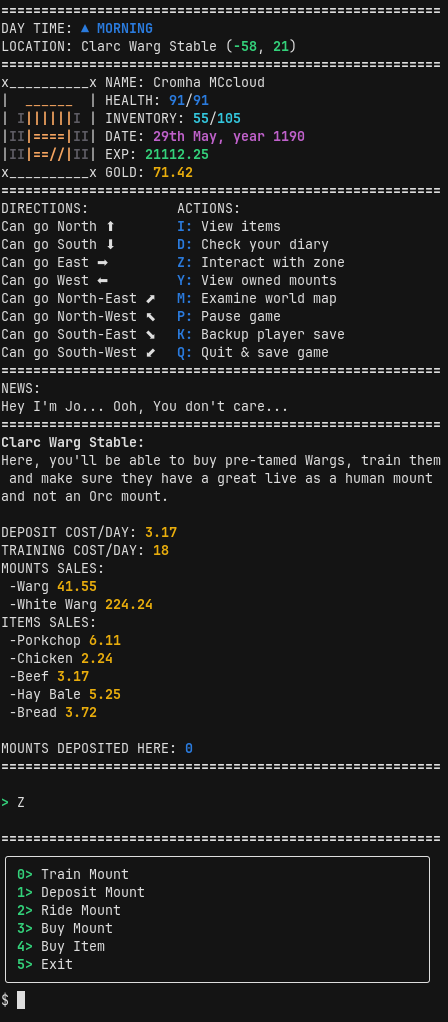 =======================================================
DAY TIME: ▲ MORNING
LOCATION: Clarc Warg Stable (-58, 21)
=======================================================
x__________x NAME: Cromha MCcloud
|  ______  | HEALTH: 91/91
| I||||||I | INVENTORY: 55/105
|II|====|II| DATE: 29th May, year 1190
|II|==//|II| EXP: 21112.25
x__________x GOLD: 71.42
=======================================================
DIRECTIONS:           ACTIONS:
Can go North ⬆        I: View items
Can go South ⬇        D: Check your diary
Can go East ➡         Z: Interact with zone
Can go West ⬅         Y: View owned mounts
Can go North-East ⬈   M: Examine world map
Can go North-West ⬉   P: Pause game
Can go South-East ⬊   K: Backup player save
Can go South-West ⬋   Q: Quit & save game
=======================================================
NEWS:
Hey I'm Jo... Ooh, You don't care...
=======================================================
Clarc Warg Stable:
Here, you'll be able to buy pre-tamed Wargs, train them
 and make sure they have a great live as a human mount
and not an Orc mount.

DEPOSIT COST/DAY: 3.17
TRAINING COST/DAY: 18
MOUNTS SALES:
 -Warg 41.55
 -White Warg 224.24
ITEMS SALES:
 -Porkchop 6.11
 -Chicken 2.24
 -Beef 3.17
 -Hay Bale 5.25
 -Bread 3.72

MOUNTS DEPOSITED HERE: 0
=======================================================

> Z

=======================================================
0> Train Mount
1> Deposit Mount
2> Ride Mount
3> Buy Mount
4> Buy Item
5> Exit
$